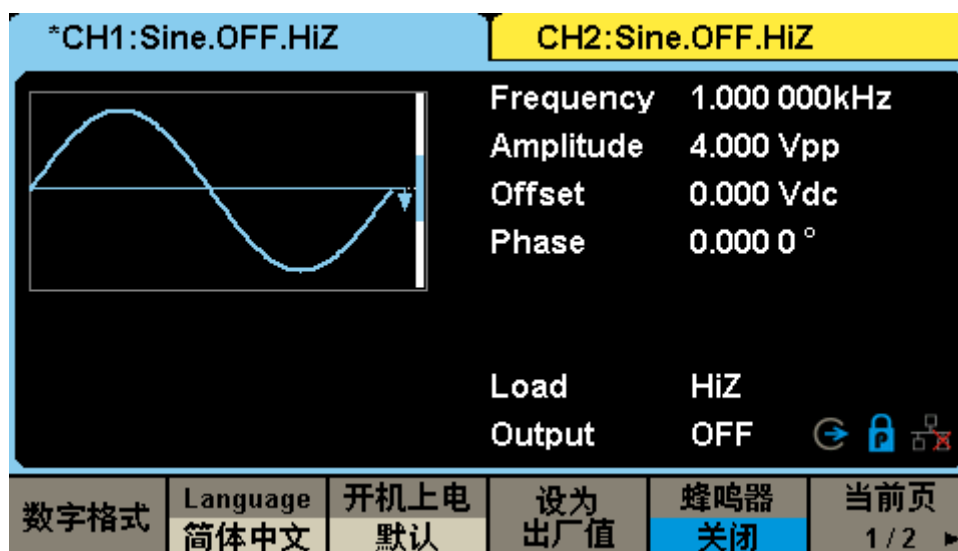 *CH1:Sine.OFF.HiZ
CH2:Sine.OFF.HiZ
Frequency 1.000 000kHz
Amplitude 4.000 Vpp
Offset 0.000 Vdc
Phase 0.000 0 °
Load HiZ
Output OFF
数字格式
Language
简体中文
开机上电
默认
设为
出厂值
蜂鸣器
关闭
当前页
1/2